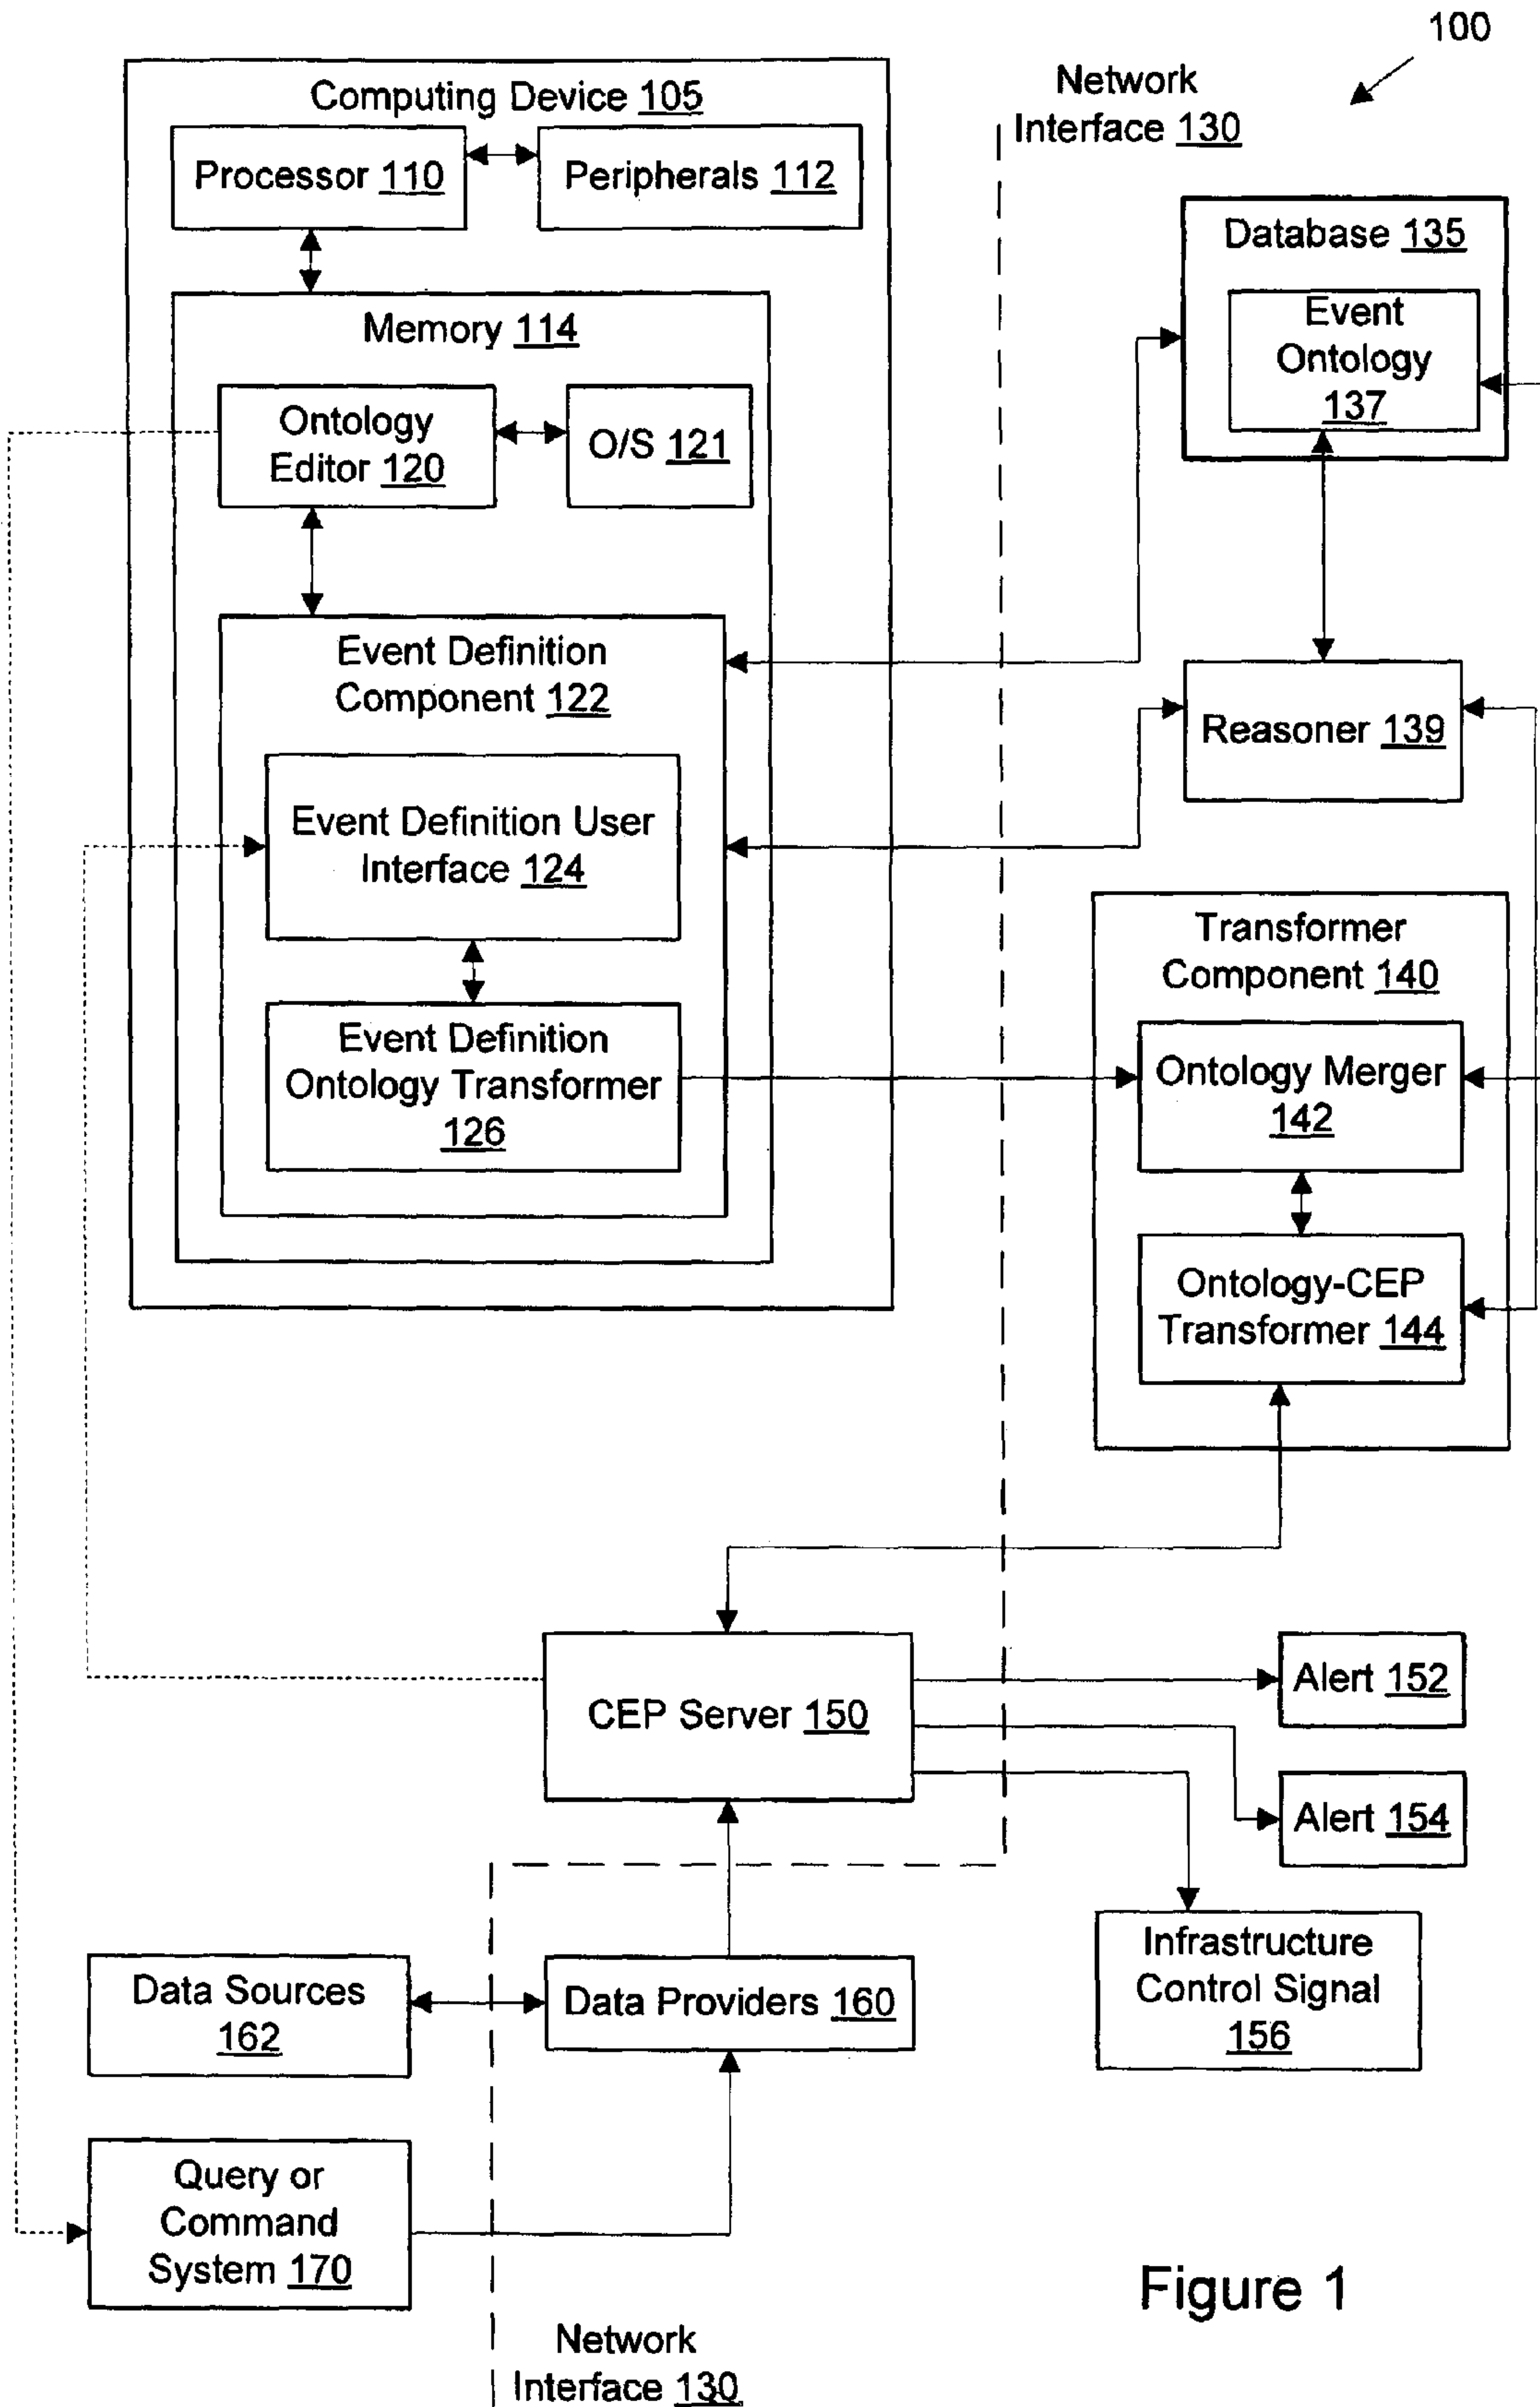 100
Computing Device 105
Network
Interface 130
Processor 110
Peripherals 112
Database 135
Memory 114
Event
Ontology
137
Ontology
Editor 120
O/S 121
Event Definition
Component 122
Reasoner 139
Event Definition User
Interface 124
Transformer
Component 140
Event Definition
Ontology Transformer
126
Ontology Merger
142
Ontology-CEP
Transformer 144
CEP Server 150
Alert 152
Alert 154
Infrastructure
Control Signal
156
Data Sources
162
Data Providers 160
Query or
Command
System 170
Figure 1
Network
Interface 130